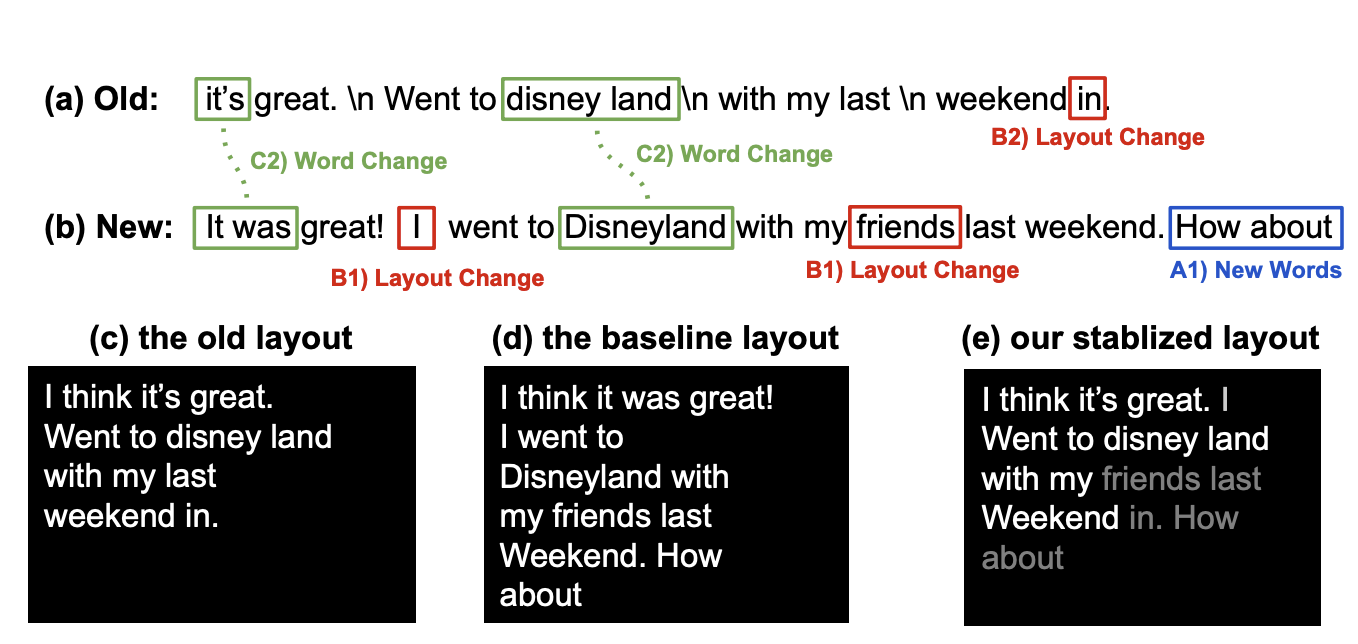 (a) Old: it's great. \n Went to disney land \n with my last \n weekend in.
B2) Layout Change
C2) Word Change C2) Word Change
(b) New: It was great! I went to Disneyland with my friends last weekend. How about
B1) Layout Change B1) Layout Change A1) New Words
(c) the old layout
I think it's great.
Went to disney land
with my last
weekend in.
(d) the baseline layout
I think it was great!
I went to
Disneyland with
my friends last
Weekend. How
about
(e) our stablized layout
I think it's great. I
Went to disney land
with my friends last
Weekend in. How
about